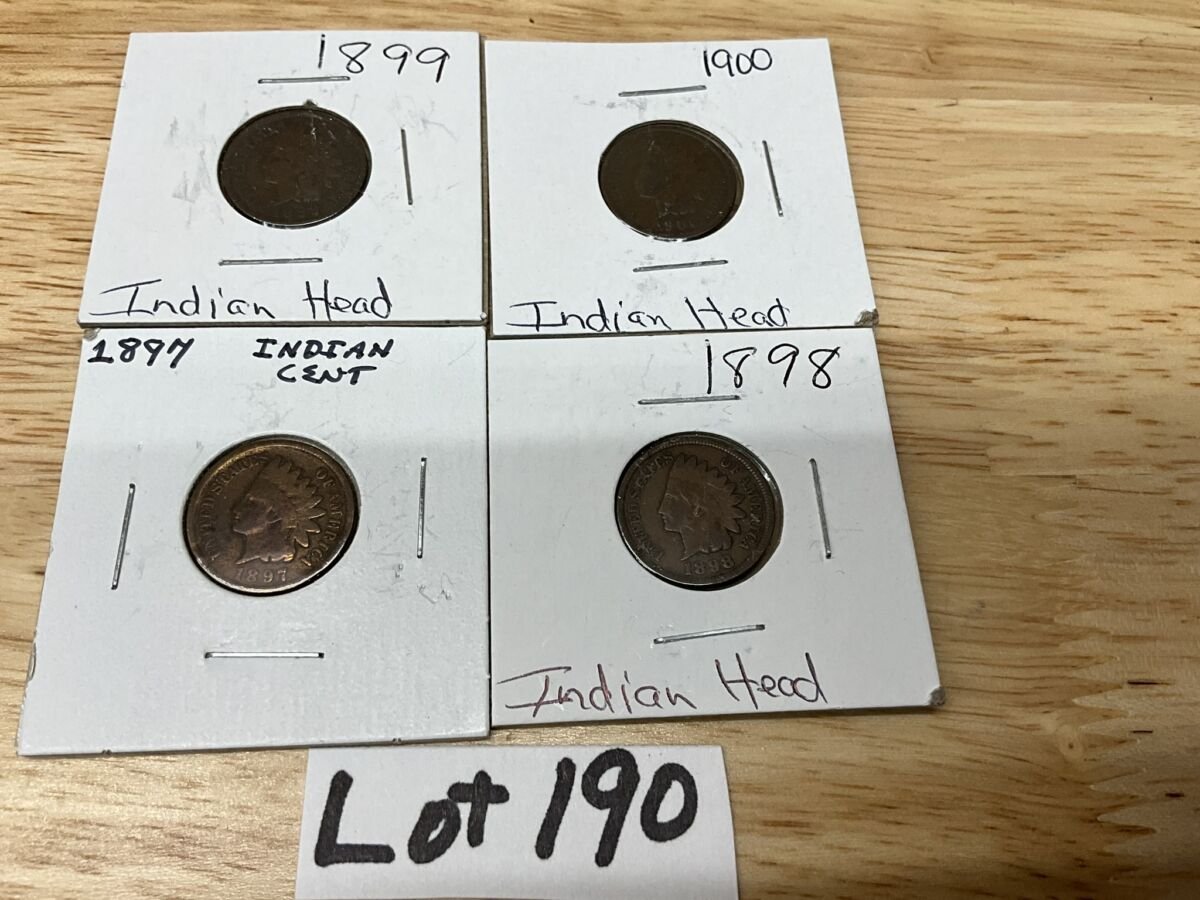 1899
Indian Head
1900
Indian Head
1897 INDIAN
CENT
UNITED STATES OF AMERICA
1897
1898
UNITED STATES OF AMERICA
1898
Indian Head
Lot 190